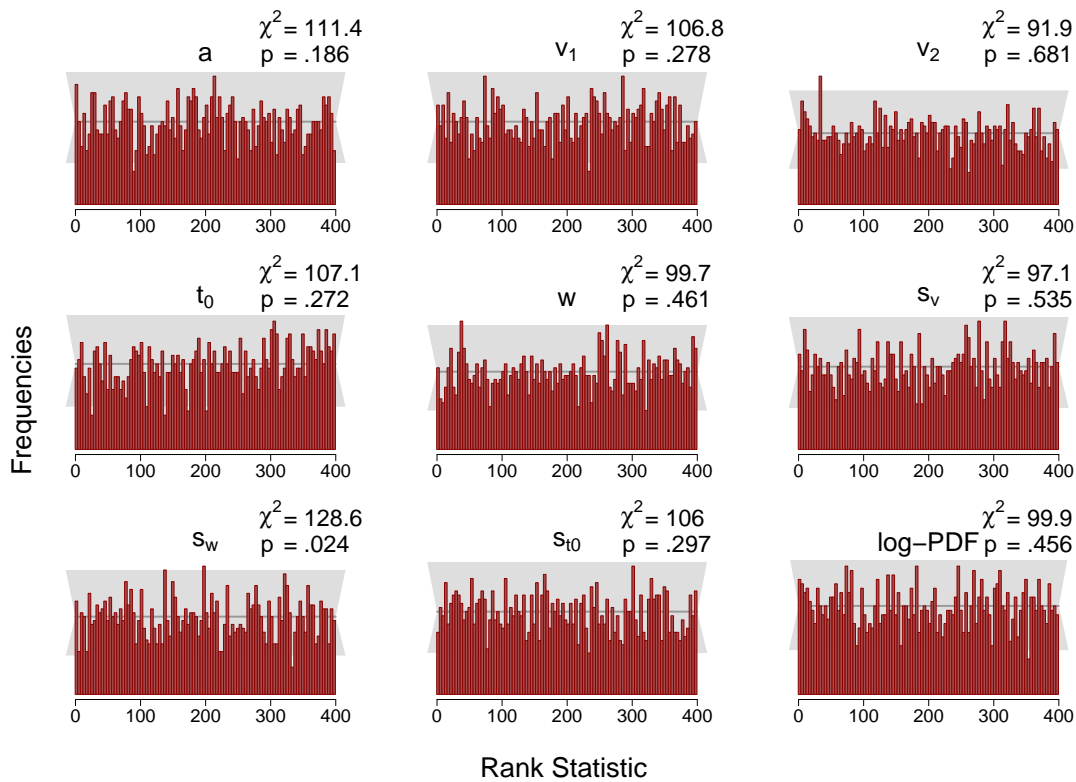 a
χ² = 111.4
p = .186
0 100 200 300 400
v₁
χ² = 106.8
p = .278
0 100 200 300 400
v₂
χ² = 91.9
p = .681
0 100 200 300 400
t₀
χ² = 107.1
p = .272
0 100 200 300 400
w
χ² = 99.7
p = .461
0 100 200 300 400
sᵥ
χ² = 97.1
p = .535
0 100 200 300 400
s_w
χ² = 128.6
p = .024
0 100 200 300 400
s_t0
χ² = 106
p = .297
0 100 200 300 400
log−PDF
χ² = 99.9
p = .456
0 100 200 300 400
Frequencies
Rank Statistic